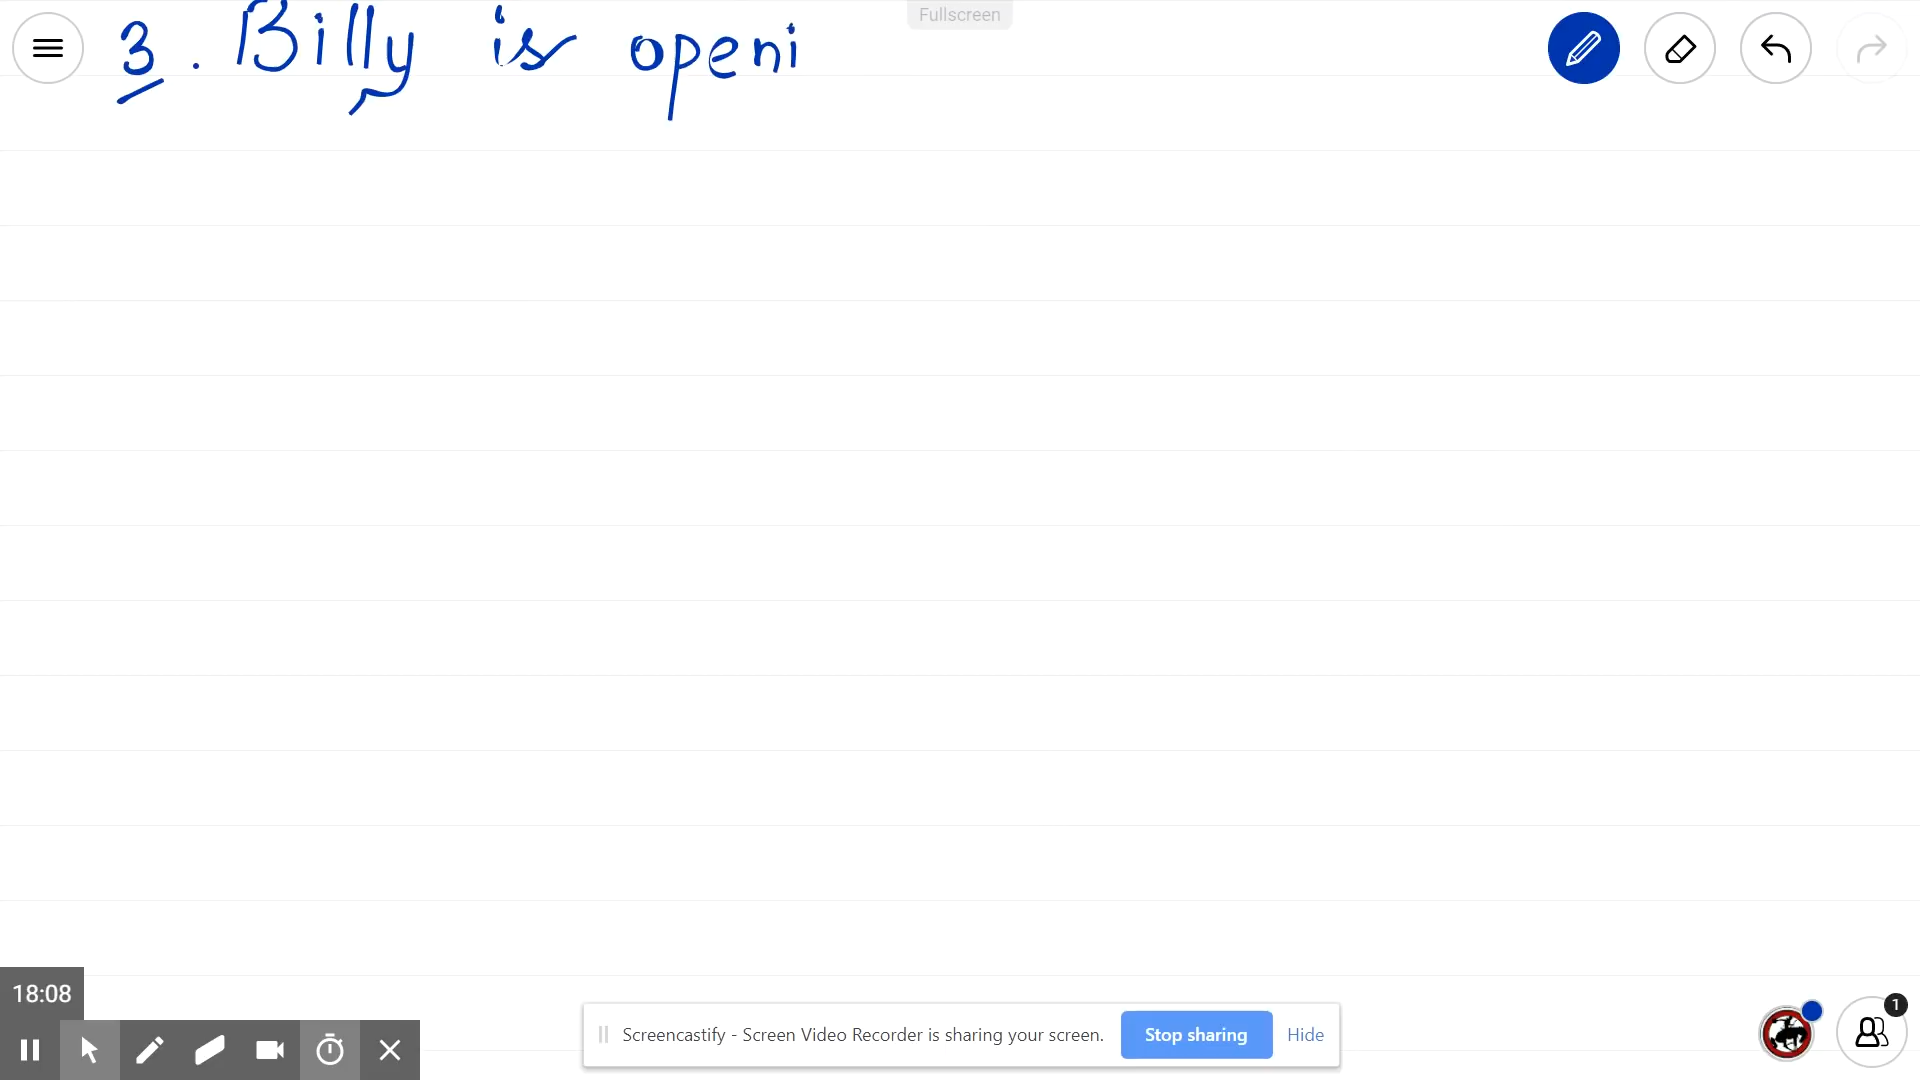 Fullscreen
3. Billy is openi
18:08
Screencastify - Screen Video Recorder is sharing your screen.
Stop sharing
Hide
1